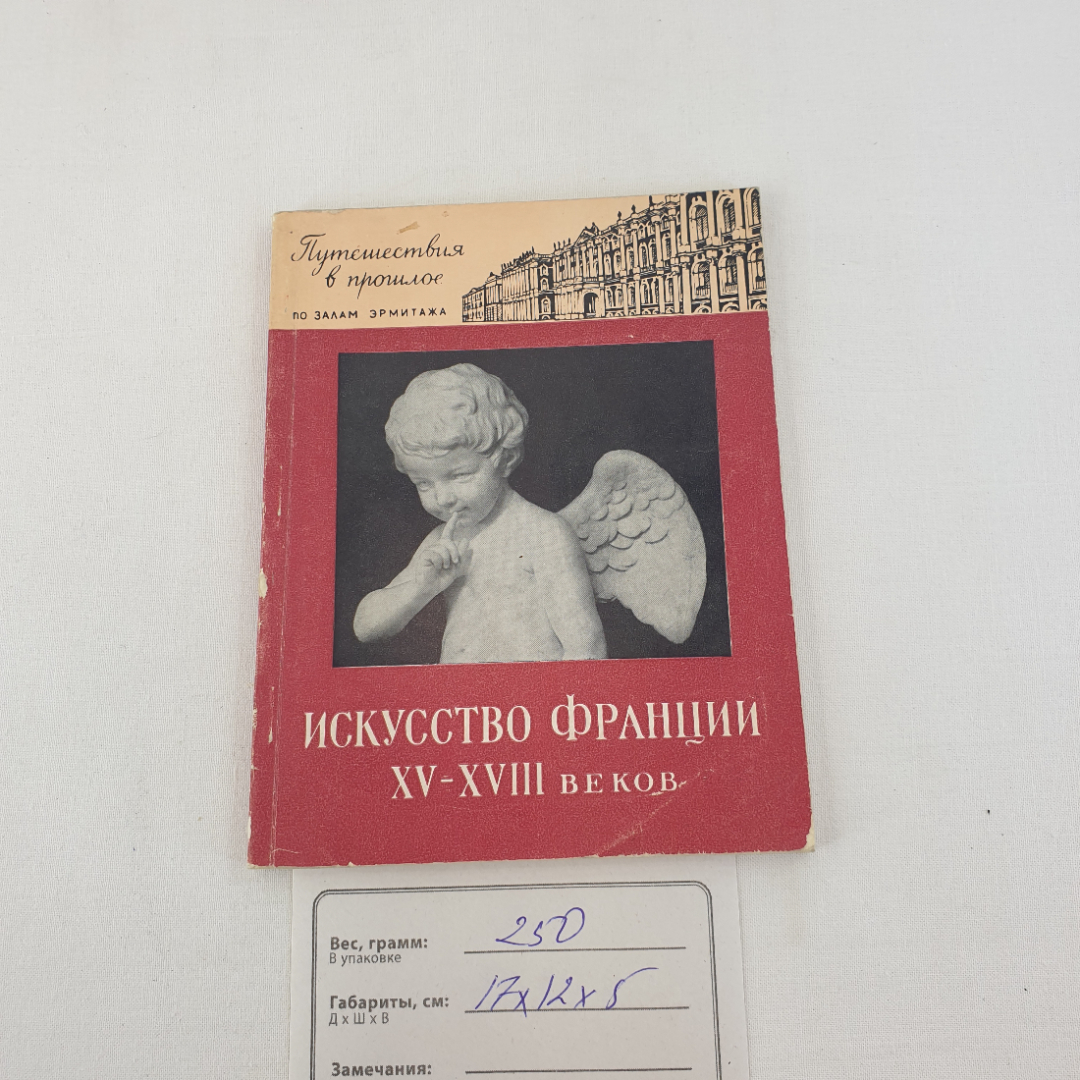 Путешествия
в прошлое
ПО ЗАЛАМ ЭРМИТАЖА
ИСКУССТВО ФРАНЦИИ
XV-XVIII ВЕКОВ
Вес, грамм: 250
В упаковке
Габариты, см: 17х12х5
Д х Ш х В
Замечания: